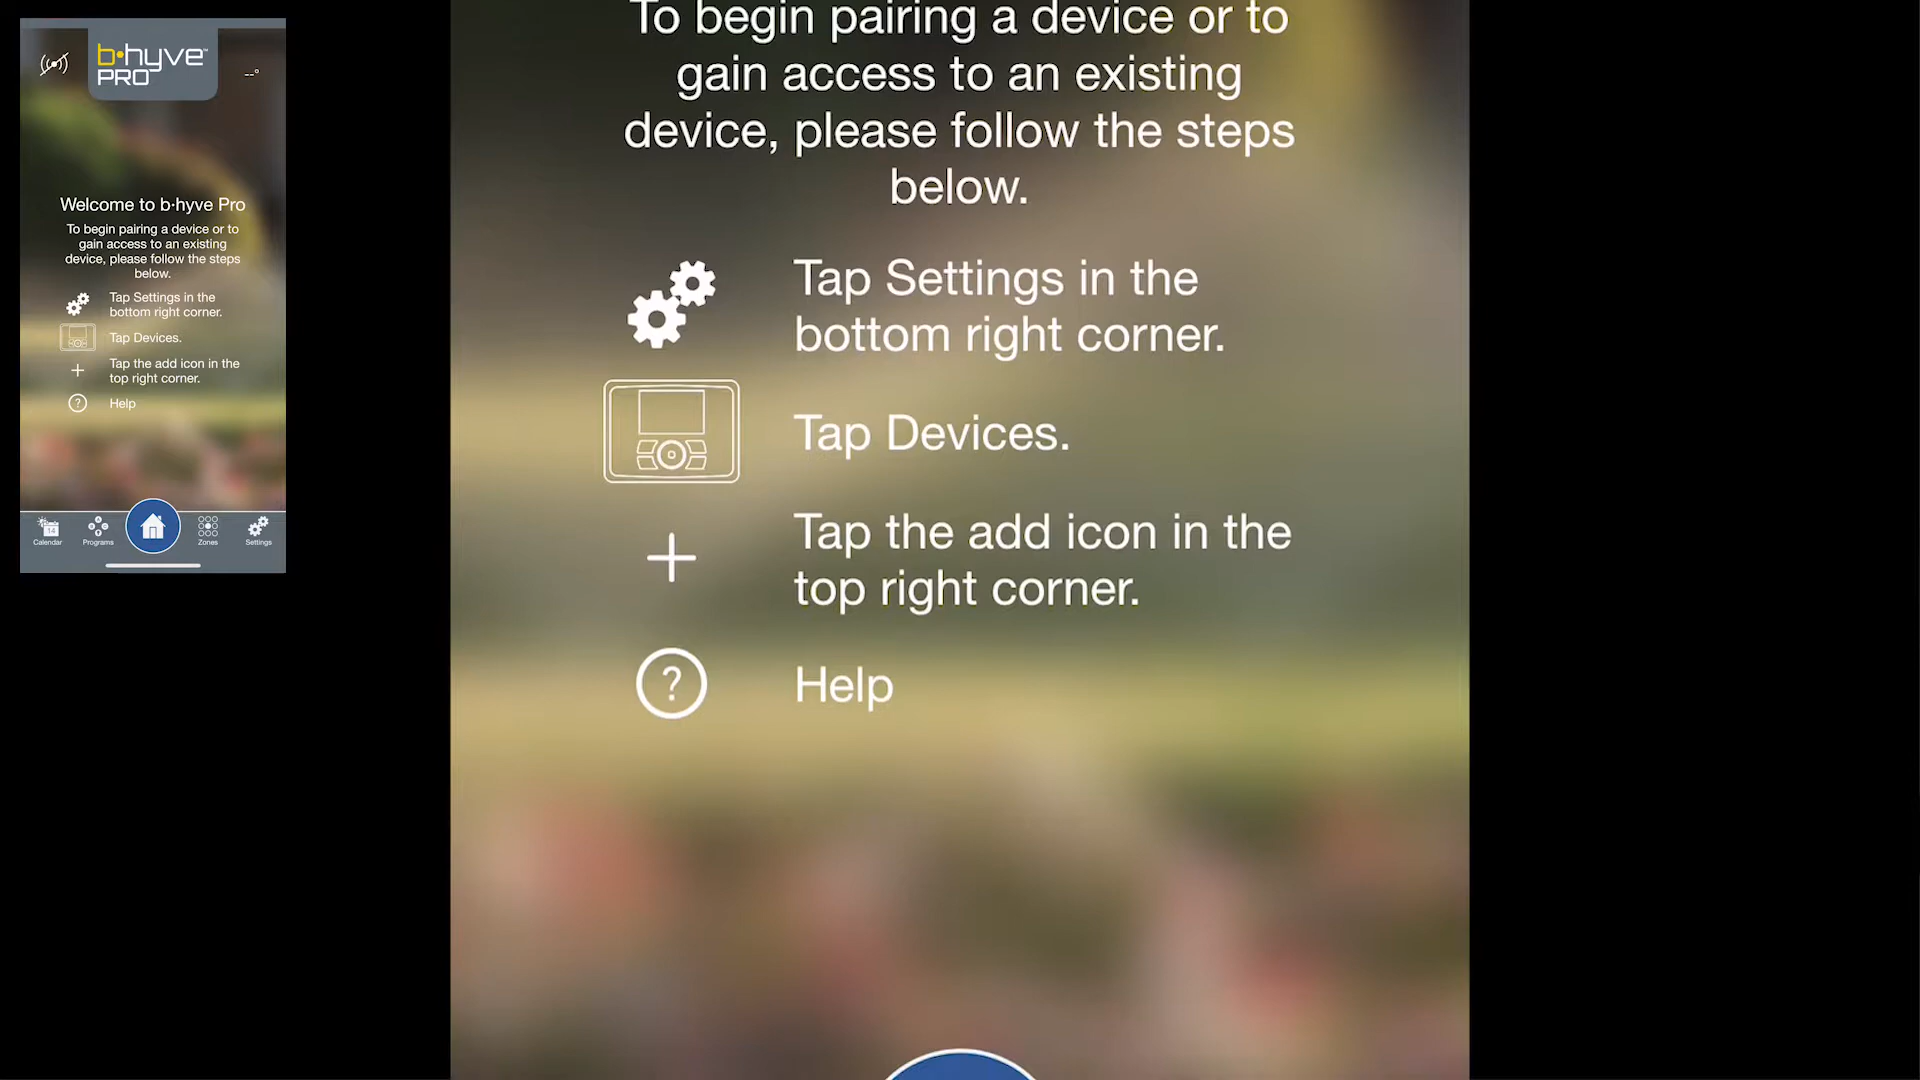 b·hyve™
PRO
--°
Welcome to b·hyve Pro
To begin pairing a device or to
gain access to an existing
device, please follow the steps
below.
Tap Settings in the
bottom right corner.
Tap Devices.
Tap the add icon in the
top right corner.
? Help
14
Calendar
Programs
Zones
Settings
To begin pairing a device or to
gain access to an existing
device, please follow the steps
below.
Tap Settings in the
bottom right corner.
Tap Devices.
Tap the add icon in the
top right corner.
? Help